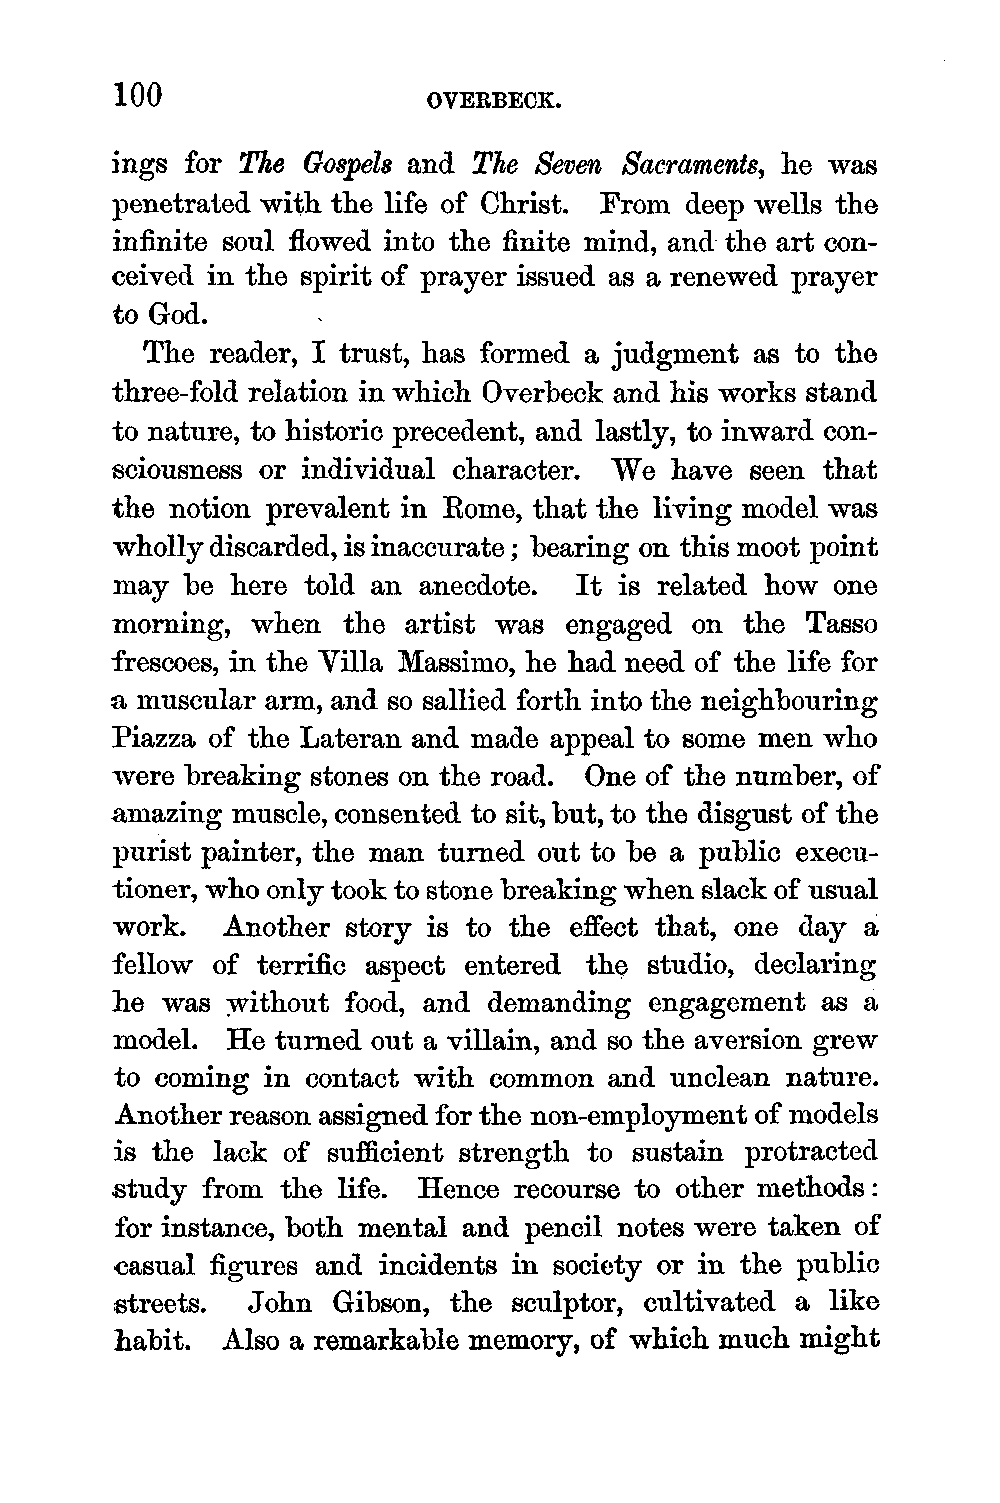 100 OVERBECK.
ings for The Gospels and The Seven Sacraments, he was
penetrated with the life of Christ. From deep wells the
infinite soul flowed into the finite mind, and the art con-
ceived in the spirit of prayer issued as a renewed prayer
to God.
The reader, I trust, has formed a judgment as to the
three-fold relation in which Overbeck and his works stand
to nature, to historic precedent, and lastly, to inward con-
sciousness or individual character. We have seen that
the notion prevalent in Rome, that the living model was
wholly discarded, is inaccurate; bearing on this moot point
may be here told an anecdote. It is related how one
morning, when the artist was engaged on the Tasso
frescoes, in the Villa Massimo, he had need of the life for
a muscular arm, and so sallied forth into the neighbouring
Piazza of the Lateran and made appeal to some men who
were breaking stones on the road. One of the number, of
amazing muscle, consented to sit, but, to the disgust of the
purist painter, the man turned out to be a public execu-
tioner, who only took to stone breaking when slack of usual
work. Another story is to the effect that, one day a
fellow of terrific aspect entered the studio, declaring
he was without food, and demanding engagement as a
model. He turned out a villain, and so the aversion grew
to coming in contact with common and unclean nature.
Another reason assigned for the non-employment of models
is the lack of sufficient strength to sustain protracted
study from the life. Hence recourse to other methods:
for instance, both mental and pencil notes were taken of
casual figures and incidents in society or in the public
streets. John Gibson, the sculptor, cultivated a like
habit. Also a remarkable memory, of which much might